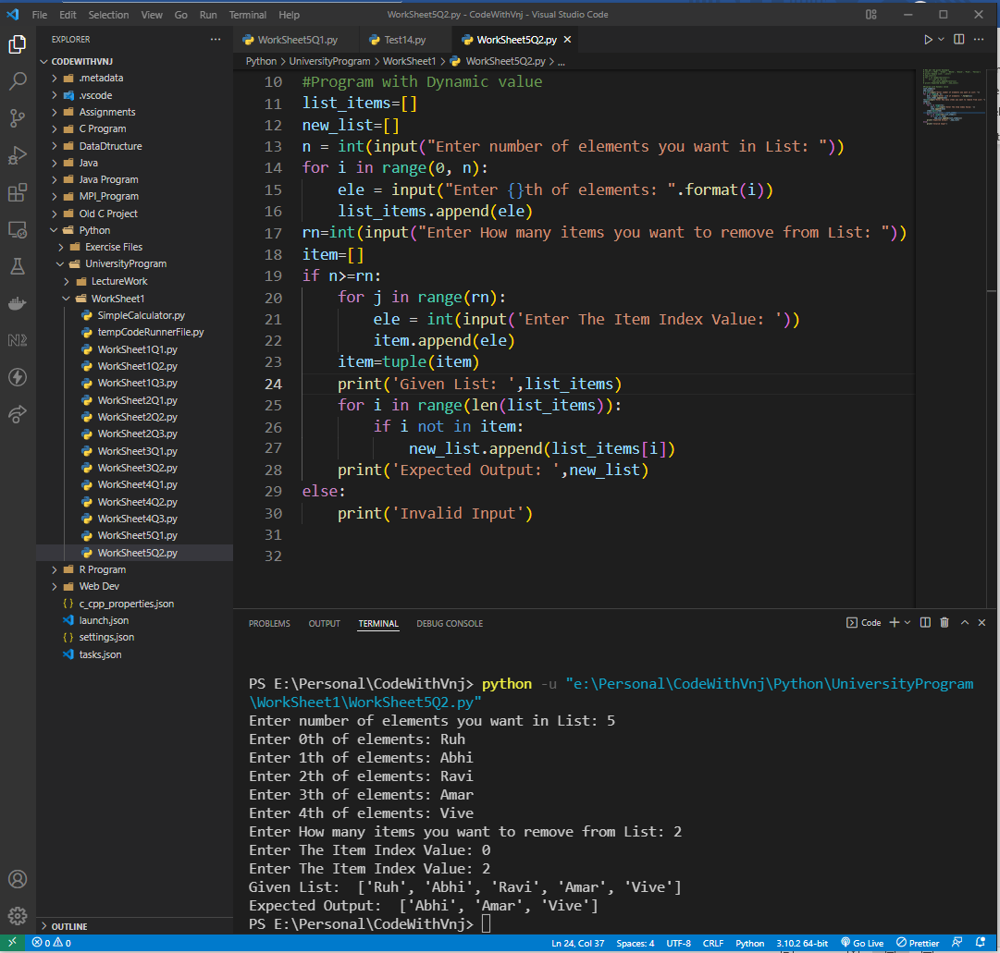 File Edit Selection View Go Run Terminal Help WorkSheet5Q2.py - CodeWithVnj - Visual Studio Code
EXPLORER
CODEWITHVNJ
.metadata
.vscode
Assignments
C Program
DataDtructure
Java
Java Program
MPI_Program
Old C Project
Python
Exercise Files
UniversityProgram
LectureWork
WorkSheet1
SimpleCalculator.py
tempCodeRunnerFile.py
WorkSheet1Q1.py
WorkSheet1Q2.py
WorkSheet1Q3.py
WorkSheet2Q1.py
WorkSheet2Q2.py
WorkSheet2Q3.py
WorkSheet3Q1.py
WorkSheet3Q2.py
WorkSheet4Q1.py
WorkSheet4Q2.py
WorkSheet4Q3.py
WorkSheet5Q1.py
WorkSheet5Q2.py
R Program
Web Dev
c_cpp_properties.json
launch.json
settings.json
tasks.json
OUTLINE
WorkSheet5Q1.py Test14.py WorkSheet5Q2.py
Python > UniversityProgram > WorkSheet1 > WorkSheet5Q2.py > ...
10 #Program with Dynamic value
11 list_items=[]
12 new_list=[]
13 n = int(input("Enter number of elements you want in List: "))
14 for i in range(0, n):
15     ele = input("Enter {}th of elements: ".format(i))
16     list_items.append(ele)
17 rn=int(input("Enter How many items you want to remove from List: "))
18 item=[]
19 if n>=rn:
20     for j in range(rn):
21         ele = int(input('Enter The Item Index Value: '))
22         item.append(ele)
23     item=tuple(item)
24     print('Given List: ',list_items)
25     for i in range(len(list_items)):
26         if i not in item:
27             new_list.append(list_items[i])
28     print('Expected Output: ',new_list)
29 else:
30     print('Invalid Input')
31
32
PROBLEMS OUTPUT TERMINAL DEBUG CONSOLE Code
PS E:\Personal\CodeWithVnj> python -u "e:\Personal\CodeWithVnj\Python\UniversityProgram
\WorkSheet1\WorkSheet5Q2.py"
Enter number of elements you want in List: 5
Enter 0th of elements: Ruh
Enter 1th of elements: Abhi
Enter 2th of elements: Ravi
Enter 3th of elements: Amar
Enter 4th of elements: Vive
Enter How many items you want to remove from List: 2
Enter The Item Index Value: 0
Enter The Item Index Value: 2
Given List:  ['Ruh', 'Abhi', 'Ravi', 'Amar', 'Vive']
Expected Output:  ['Abhi', 'Amar', 'Vive']
PS E:\Personal\CodeWithVnj>
0 0 Ln 24, Col 37 Spaces: 4 UTF-8 CRLF Python 3.10.2 64-bit Go Live Prettier